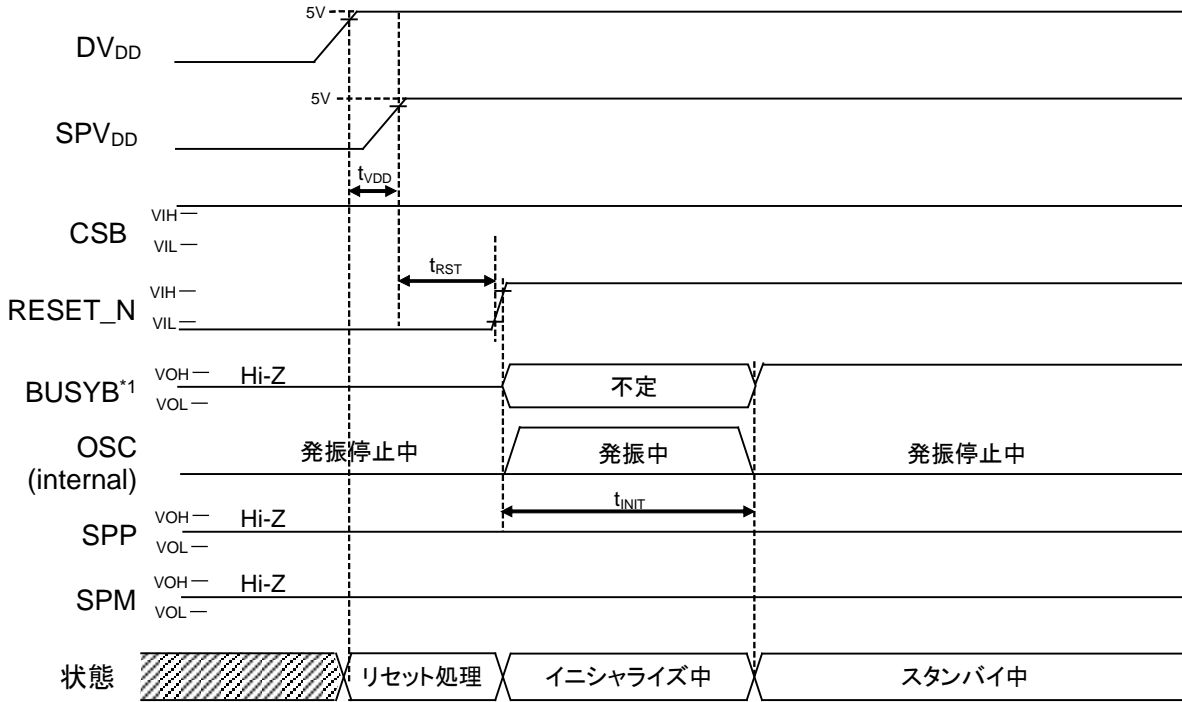 5V
DVDD
5V
SPVDD
tVDD
VIH
CSB
VIL
tRST
VIH
RESET_N
VIL
VOH Hi-Z
BUSYB*1 不定
VOL
OSC
(internal)
発振停止中 発振中 発振停止中
tINIT
VOH Hi-Z
SPP
VOL
VOH Hi-Z
SPM
VOL
状態 リセット処理 イニシャライズ中 スタンバイ中